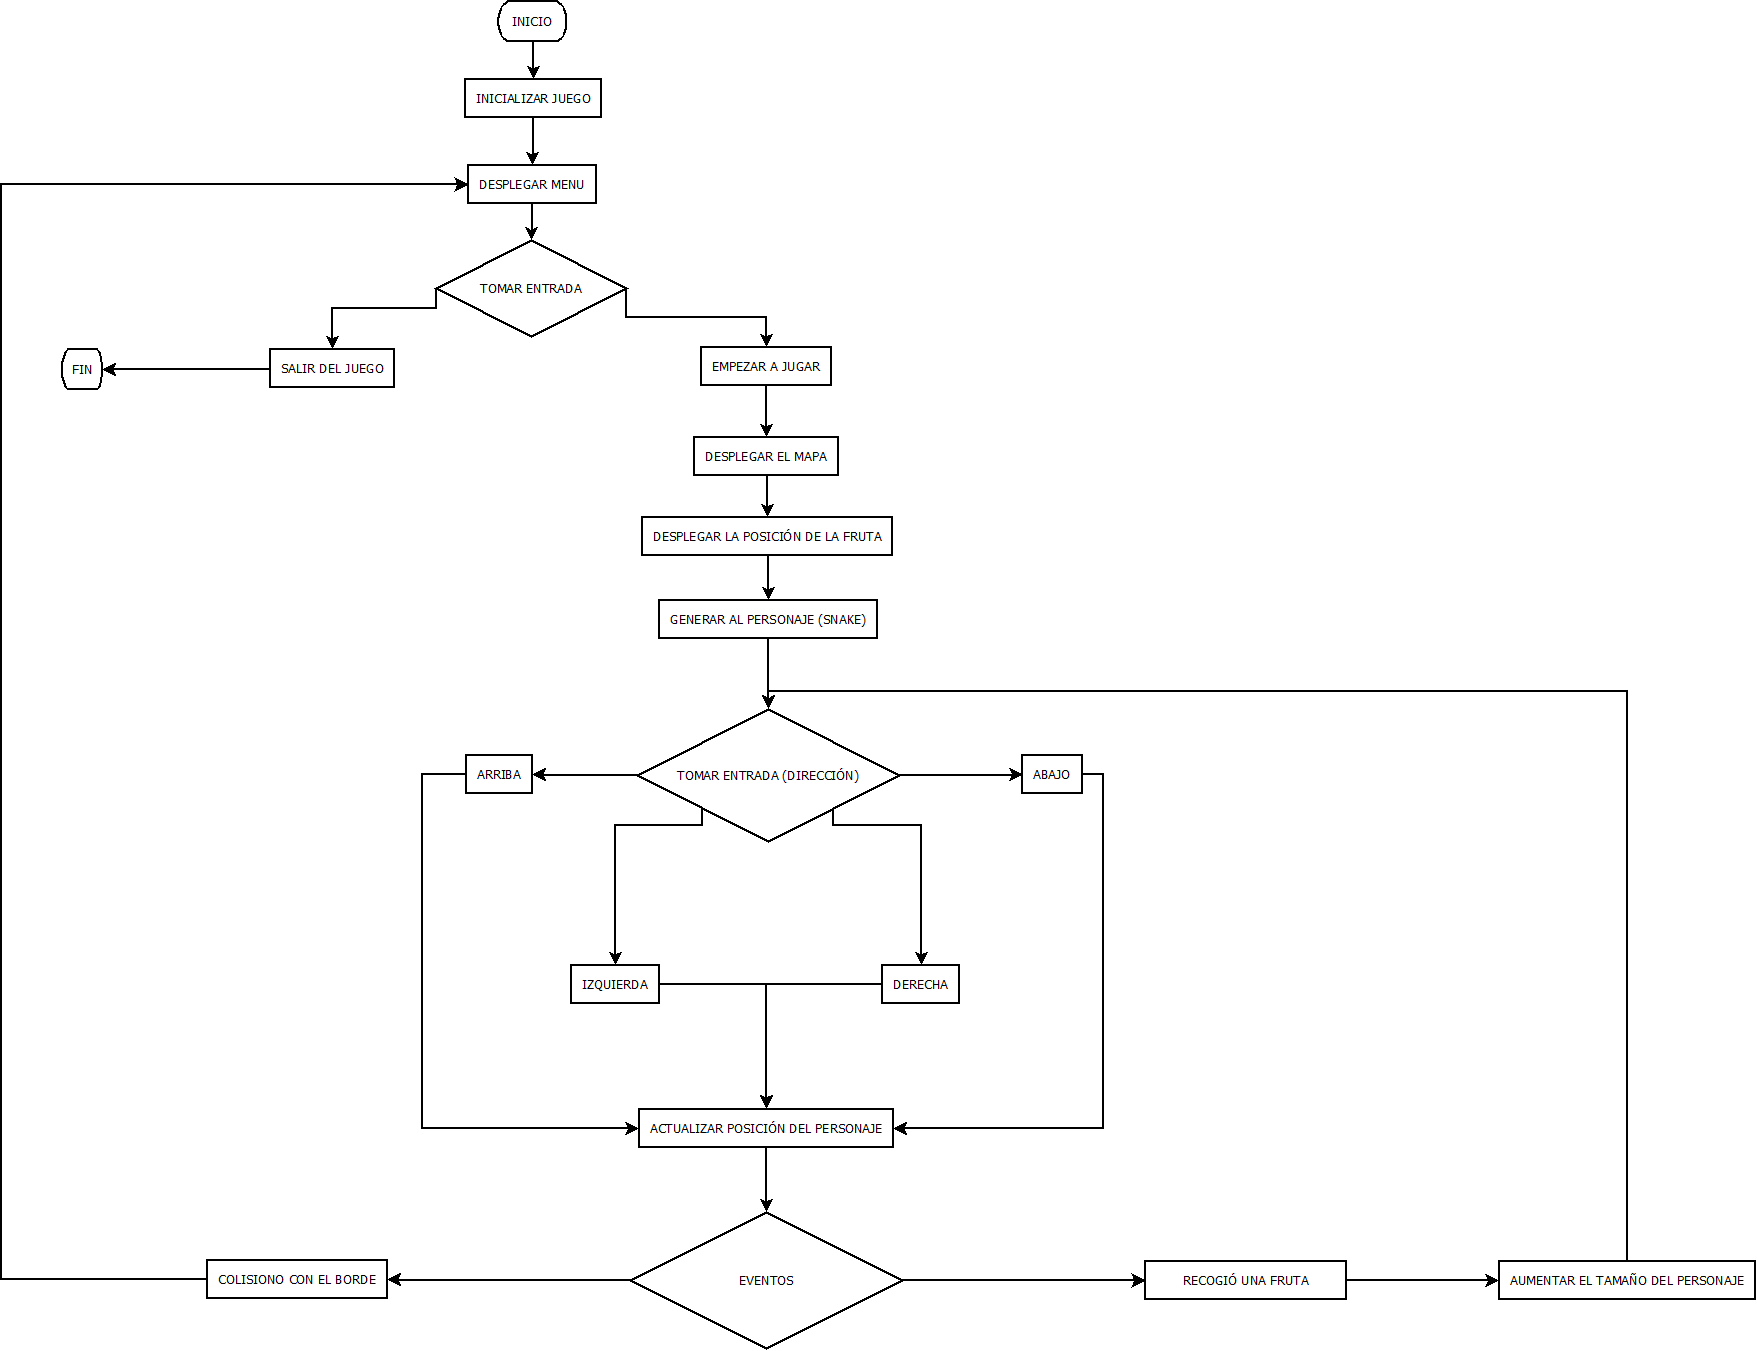 INICIO
INICIALIZAR JUEGO
DESPLEGAR MENU
TOMAR ENTRADA
SALIR DEL JUEGO
FIN
EMPEZAR A JUGAR
DESPLEGAR EL MAPA
DESPLEGAR LA POSICIÓN DE LA FRUTA
GENERAR AL PERSONAJE (SNAKE)
TOMAR ENTRADA (DIRECCIÓN)
ARRIBA
ABAJO
IZQUIERDA
DERECHA
ACTUALIZAR POSICIÓN DEL PERSONAJE
EVENTOS
COLISIONO CON EL BORDE
RECOGIÓ UNA FRUTA
AUMENTAR EL TAMAÑO DEL PERSONAJE